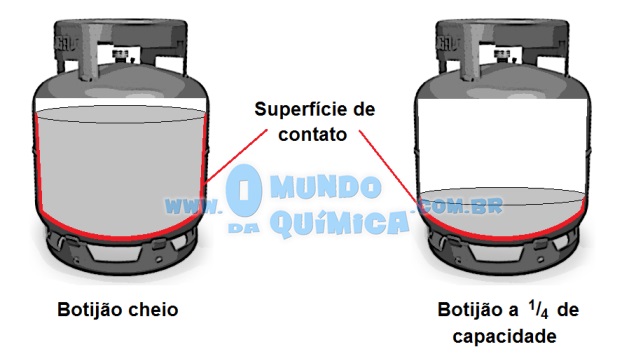 Superfície de
contato
www.O MUNDO
DA QUÍMICA.COM.BR
Botijão cheio
Botijão a 1/4 de
capacidade